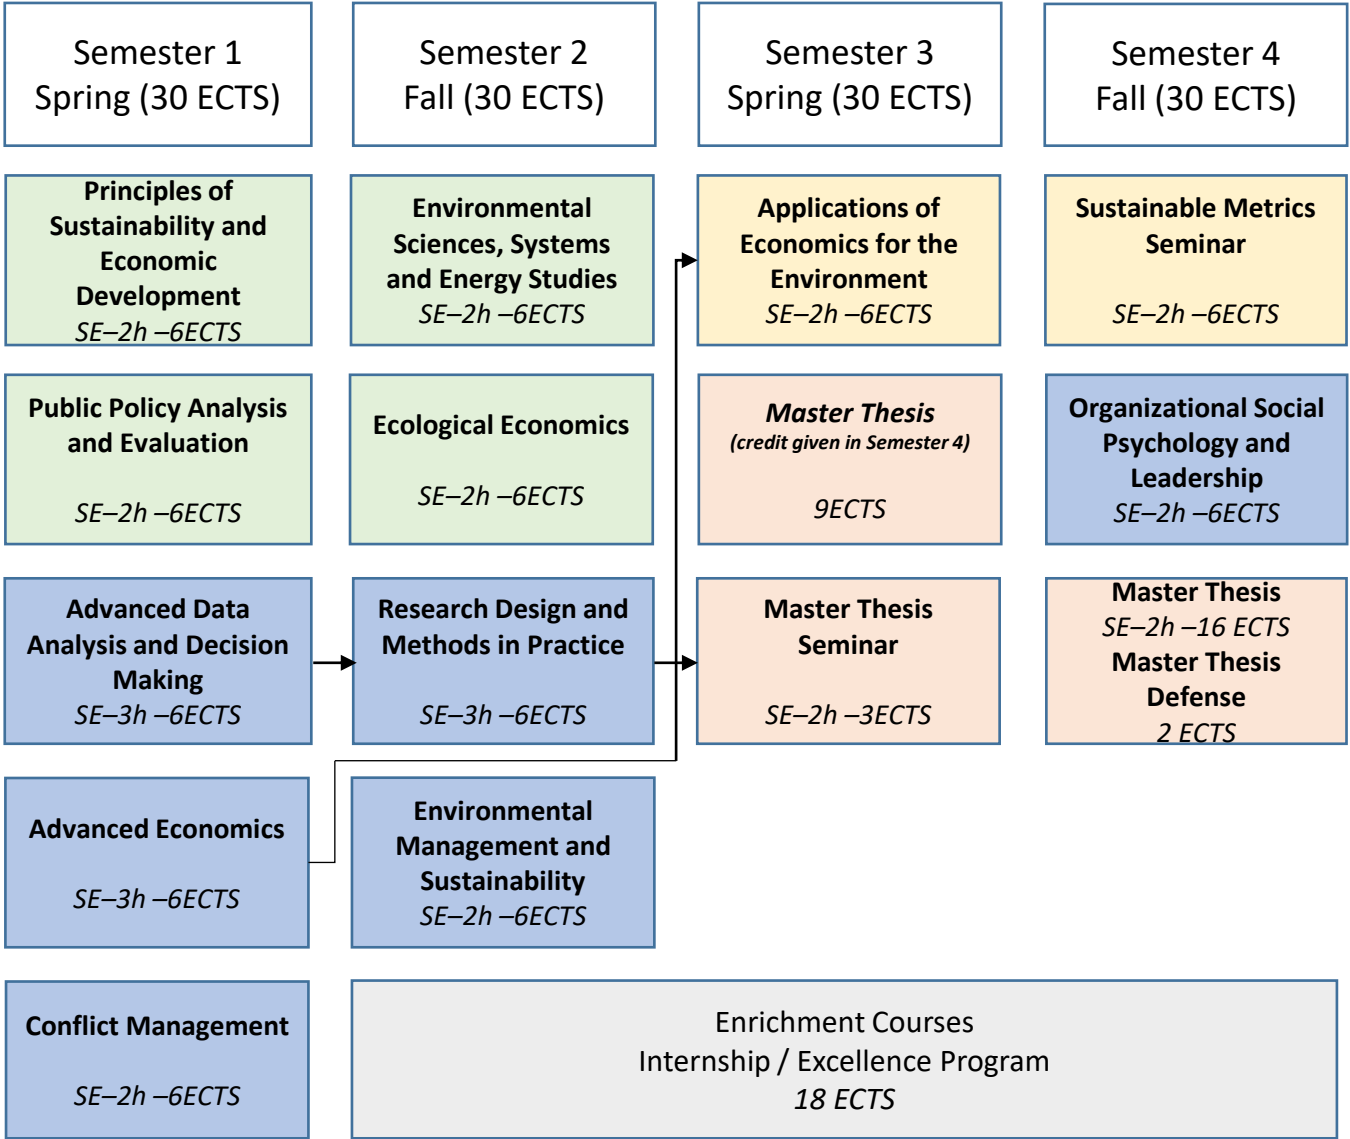 Semester 1
Spring (30 ECTS)
Semester 2
Fall (30 ECTS)
Semester 3
Spring (30 ECTS)
Semester 4
Fall (30 ECTS)
Principles of
Sustainability and
Economic
Development
SE–2h –6ECTS
Environmental
Sciences, Systems
and Energy Studies
SE–2h –6ECTS
Applications of
Economics for the
Environment
SE–2h –6ECTS
Sustainable Metrics
Seminar
SE–2h –6ECTS
Public Policy Analysis
and Evaluation
SE–2h –6ECTS
Ecological Economics
SE–2h –6ECTS
Master Thesis
(credit given in Semester 4)
9ECTS
Organizational Social
Psychology and
Leadership
SE–2h –6ECTS
Advanced Data
Analysis and Decision
Making
SE–3h –6ECTS
Research Design and
Methods in Practice
SE–3h –6ECTS
Master Thesis
Seminar
SE–2h –3ECTS
Master Thesis
SE–2h –16 ECTS
Master Thesis
Defense
2 ECTS
Advanced Economics
SE–3h –6ECTS
Environmental
Management and
Sustainability
SE–2h –6ECTS
Conflict Management
SE–2h –6ECTS
Enrichment Courses
Internship / Excellence Program
18 ECTS